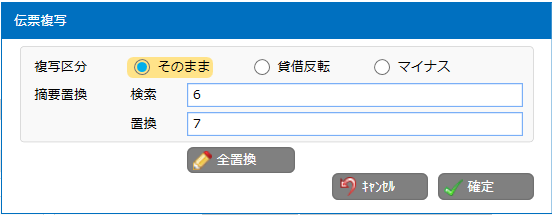 伝票複写
複写区分 そのまま 貸借反転 マイナス
摘要置換 検索 6
置換 7
全置換
ｷｬﾝｾﾙ 確定